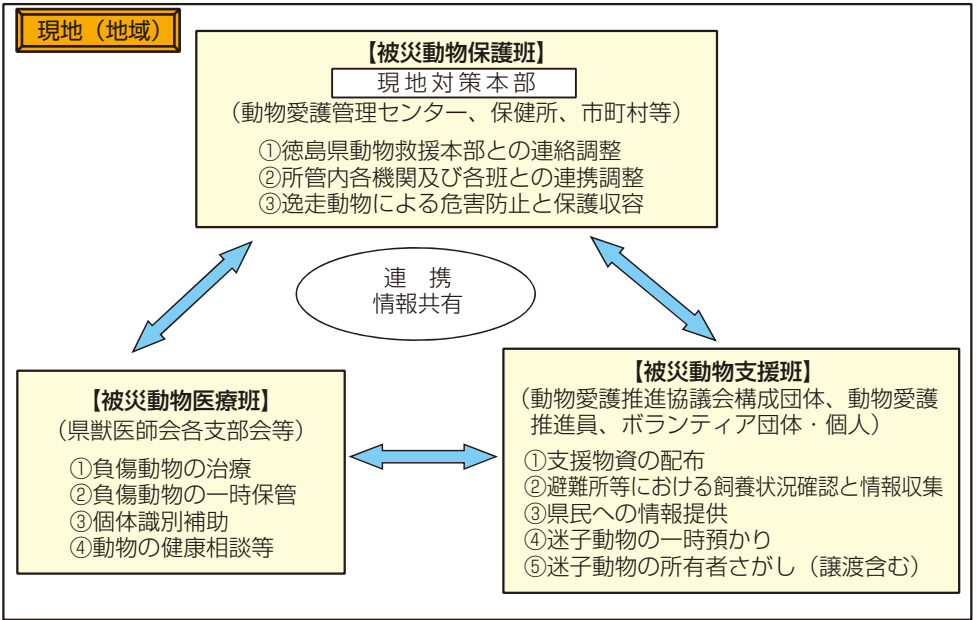 現地（地域）
【被災動物保護班】
現地対策本部
（動物愛護管理センター、保健所、市町村等）
①徳島県動物救援本部との連絡調整
②所管内各機関及び各班との連携調整
③逸走動物による危害防止と保護収容
連　携
情報共有
【被災動物医療班】
（県獣医師会各支部会等）
①負傷動物の治療
②負傷動物の一時保管
③個体識別補助
④動物の健康相談等
【被災動物支援班】
（動物愛護推進協議会構成団体、動物愛護
推進員、ボランティア団体・個人）
①支援物資の配布
②避難所等における飼養状況確認と情報収集
③県民への情報提供
④迷子動物の一時預かり
⑤迷子動物の所有者さがし（譲渡含む）